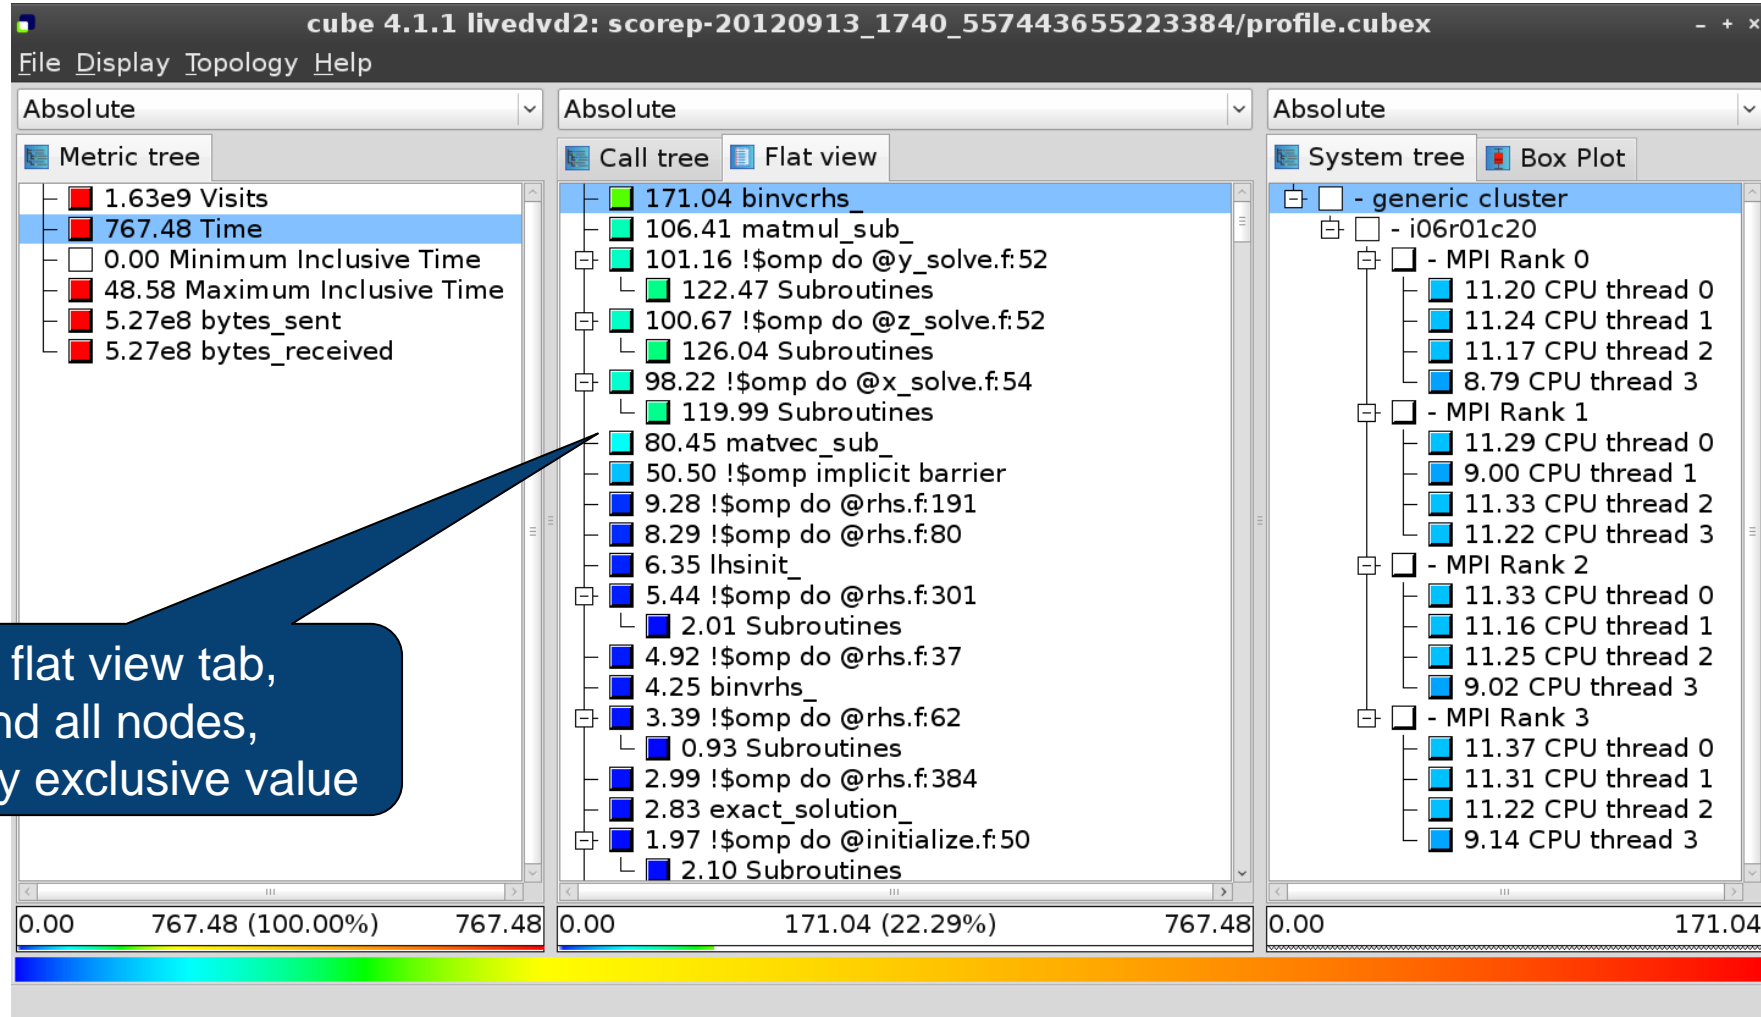 cube 4.1.1 livedvd2: scorep-20120913_1740_557443655223384/profile.cubex
File Display Topology Help
Absolute
Metric tree
1.63e9 Visits
767.48 Time
0.00 Minimum Inclusive Time
48.58 Maximum Inclusive Time
5.27e8 bytes_sent
5.27e8 bytes_received
0.00 767.48 (100.00%) 767.48
Absolute
Call tree Flat view
171.04 binvcrhs_
106.41 matmul_sub_
101.16 !$omp do @y_solve.f:52
122.47 Subroutines
100.67 !$omp do @z_solve.f:52
126.04 Subroutines
98.22 !$omp do @x_solve.f:54
119.99 Subroutines
80.45 matvec_sub_
50.50 !$omp implicit barrier
9.28 !$omp do @rhs.f:191
8.29 !$omp do @rhs.f:80
6.35 lhsinit_
5.44 !$omp do @rhs.f:301
2.01 Subroutines
4.92 !$omp do @rhs.f:37
4.25 binvrhs_
3.39 !$omp do @rhs.f:62
0.93 Subroutines
2.99 !$omp do @rhs.f:384
2.83 exact_solution_
1.97 !$omp do @initialize.f:50
2.10 Subroutines
0.00 171.04 (22.29%) 767.48
Absolute
System tree Box Plot
- generic cluster
- i06r01c20
- MPI Rank 0
11.20 CPU thread 0
11.24 CPU thread 1
11.17 CPU thread 2
8.79 CPU thread 3
- MPI Rank 1
11.29 CPU thread 0
9.00 CPU thread 1
11.33 CPU thread 2
11.22 CPU thread 3
- MPI Rank 2
11.33 CPU thread 0
11.16 CPU thread 1
11.25 CPU thread 2
9.02 CPU thread 3
- MPI Rank 3
11.37 CPU thread 0
11.31 CPU thread 1
11.22 CPU thread 2
9.14 CPU thread 3
0.00 171.04
flat view tab,
all nodes,
exclusive value